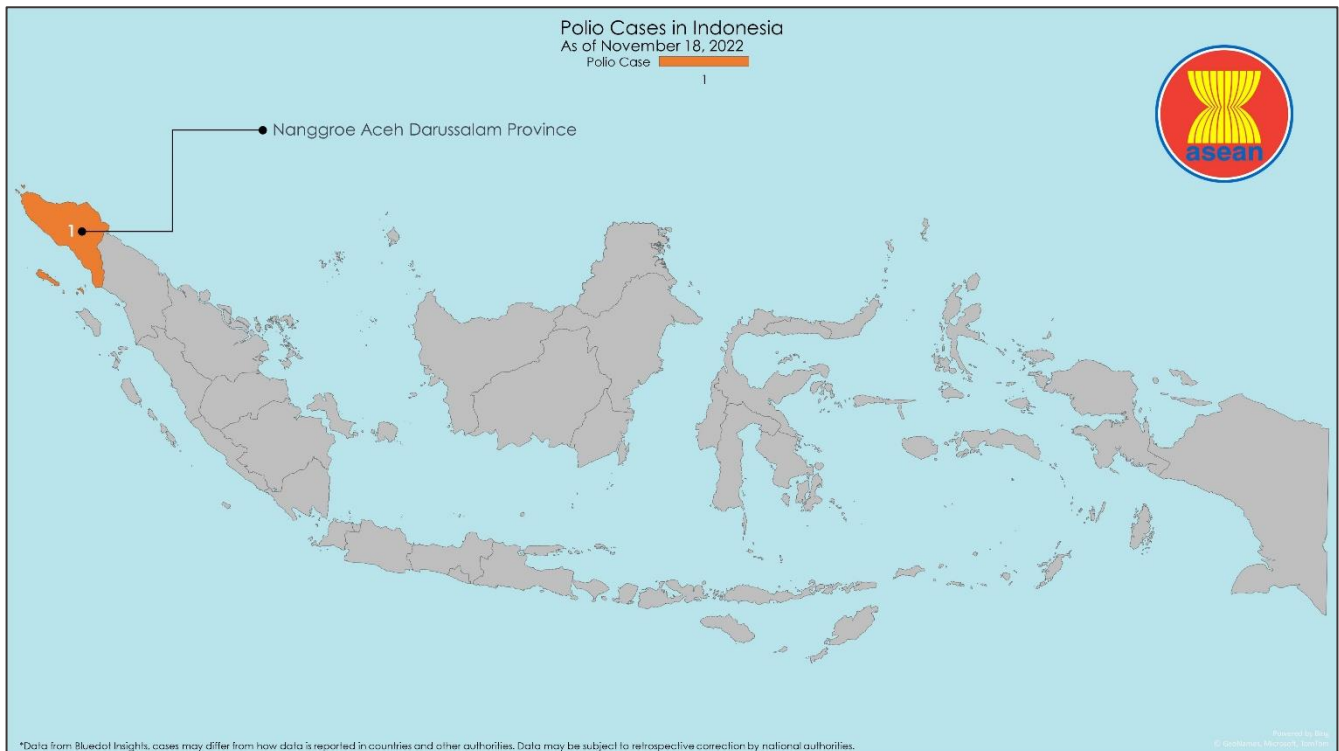 Polio Cases in Indonesia
As of November 18, 2022
Polio Case
1
asean
Nanggroe Aceh Darussalam Province
1
*Data from Bluedot Insights, cases may differ from how data is reported in countries and other authorities. Data may be subject to retrospective correction by national authorities.
Powered by Bing
© GeoNames, Microsoft, TomTom